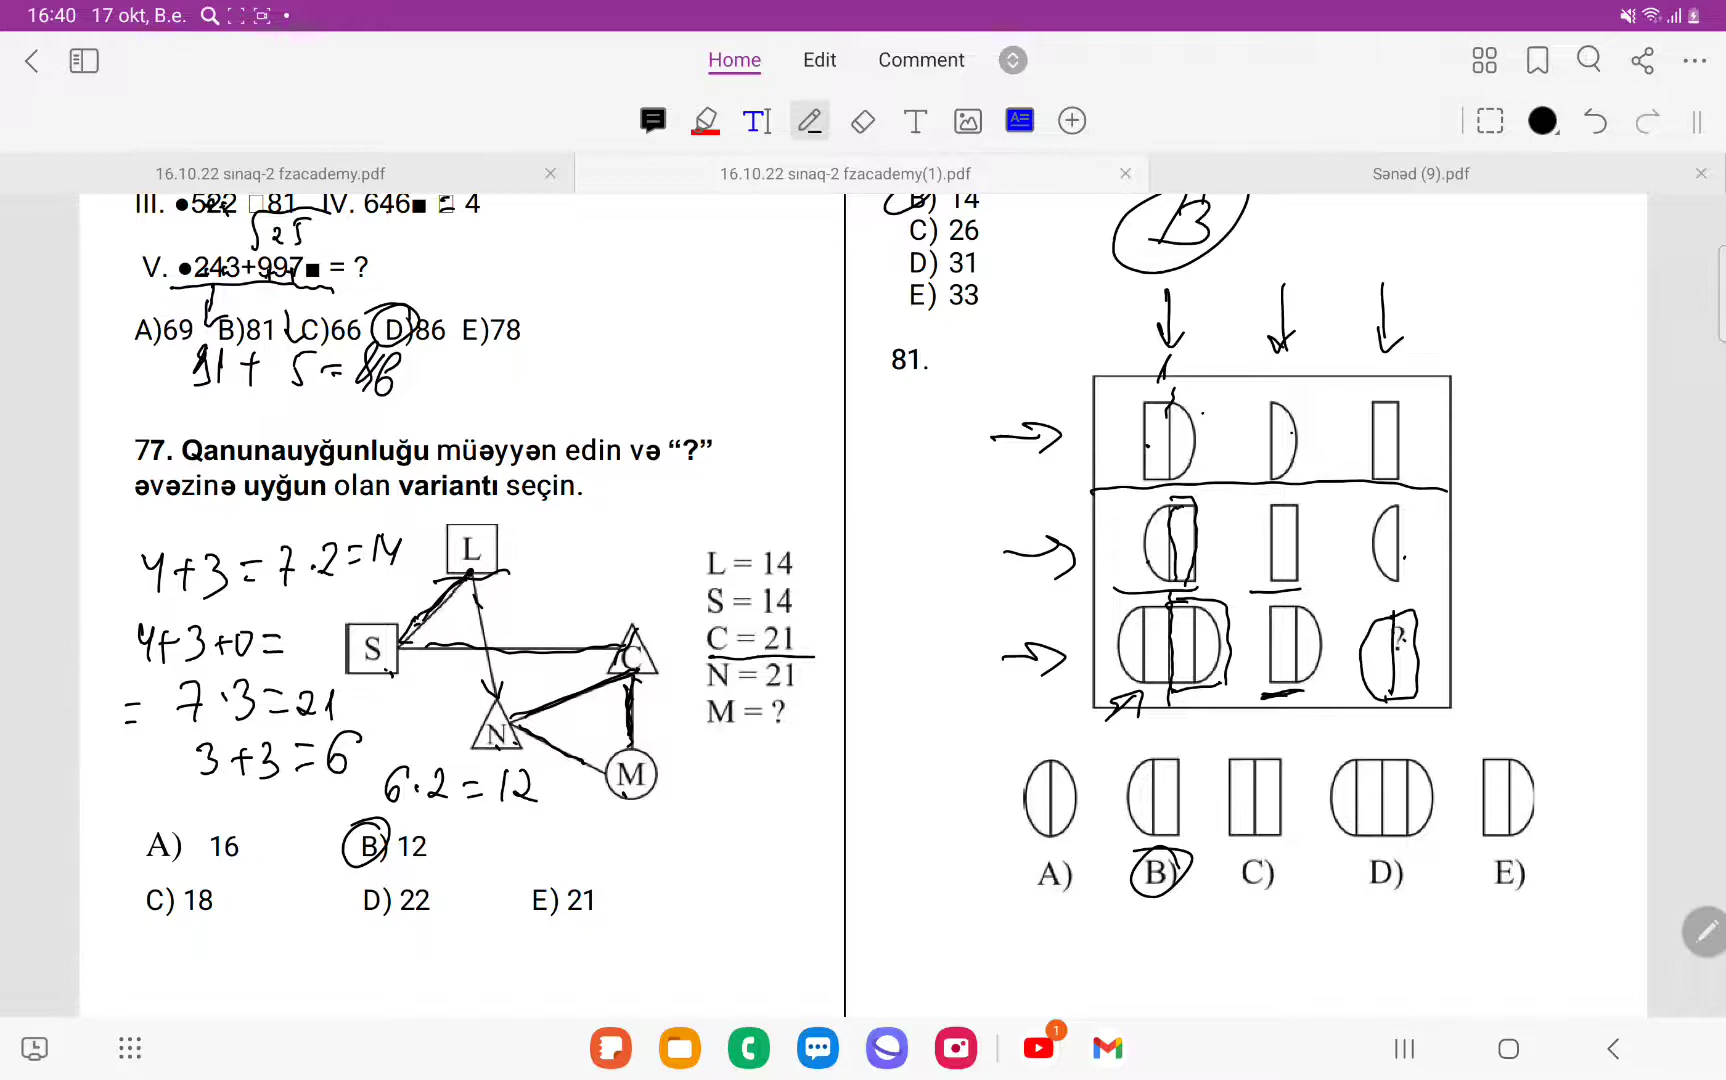 16:40 17 okt, B.e.
Home Edit Comment
16.10.22 sınaq-2 fzacademy.pdf
16.10.22 sınaq-2 fzacademy(1).pdf
Sənəd (9).pdf
III. ●522 □81 IV. 646■ 4
√25
V. ●243+997■ = ?
A)69 B)81 C)66 D)86 E)78
81 + 5 = 86
77. Qanunauyğunluğu müəyyən edin və “?”
əvəzinə uyğun olan variantı seçin.
4+3=7·2=14
4+3+0=
= 7·3=21
3+3=6
6·2=12
L
S
C
N
M
L = 14
S = 14
C = 21
N = 21
M = ?
A) 16 B) 12
C) 18 D) 22 E) 21
B) 14
C) 26
D) 31
E) 33
B
81.
?
A) B) C) D) E)
1